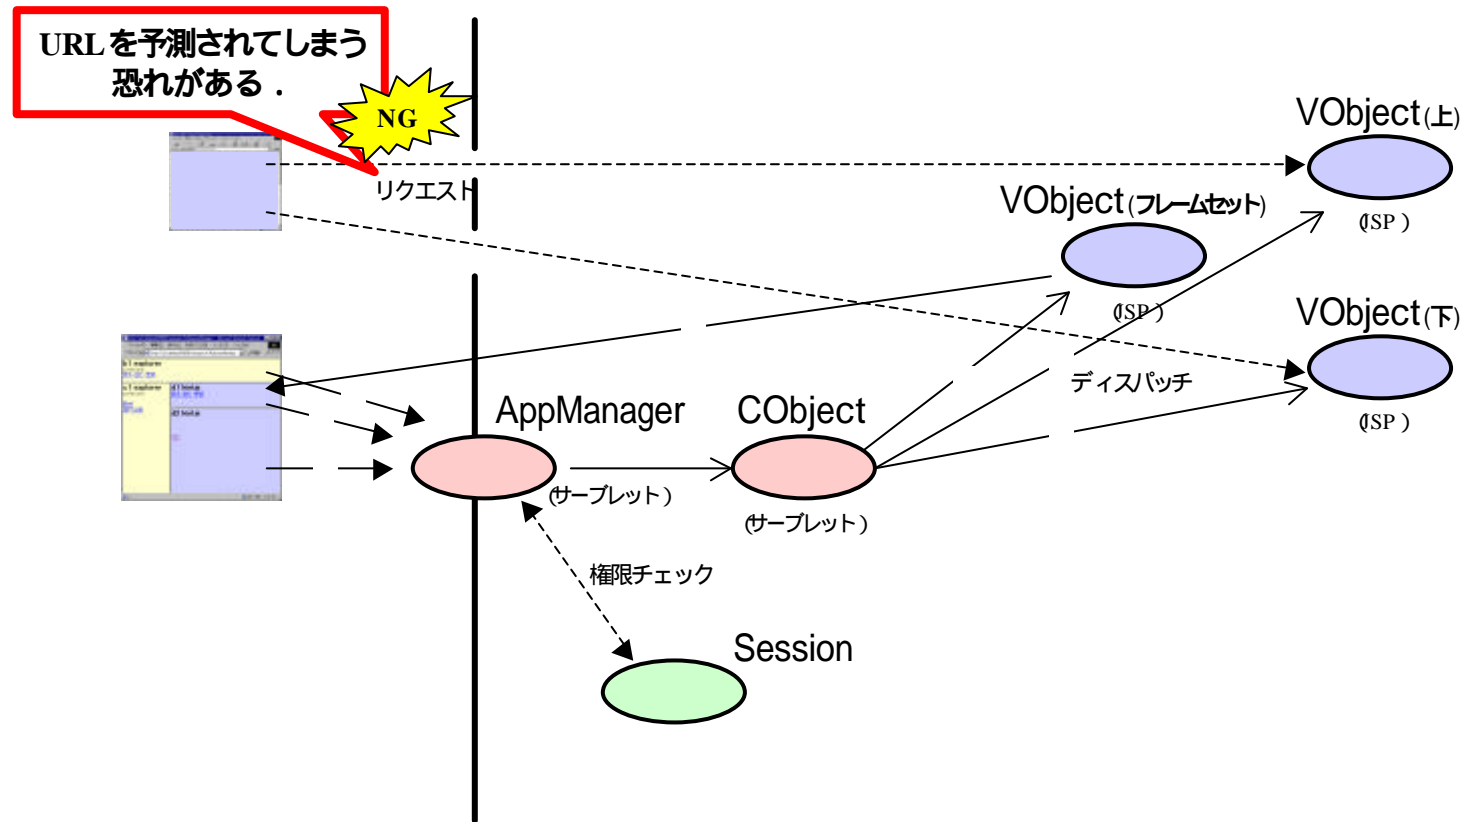 URLを予測されてしまう
恐れがある．
NG
リクエスト
VObject(上)
(JSP)
VObject(フレームセット)
(JSP)
VObject(下)
(JSP)
ディスパッチ
AppManager
(サーブレット)
CObject
(サーブレット)
権限チェック
Session